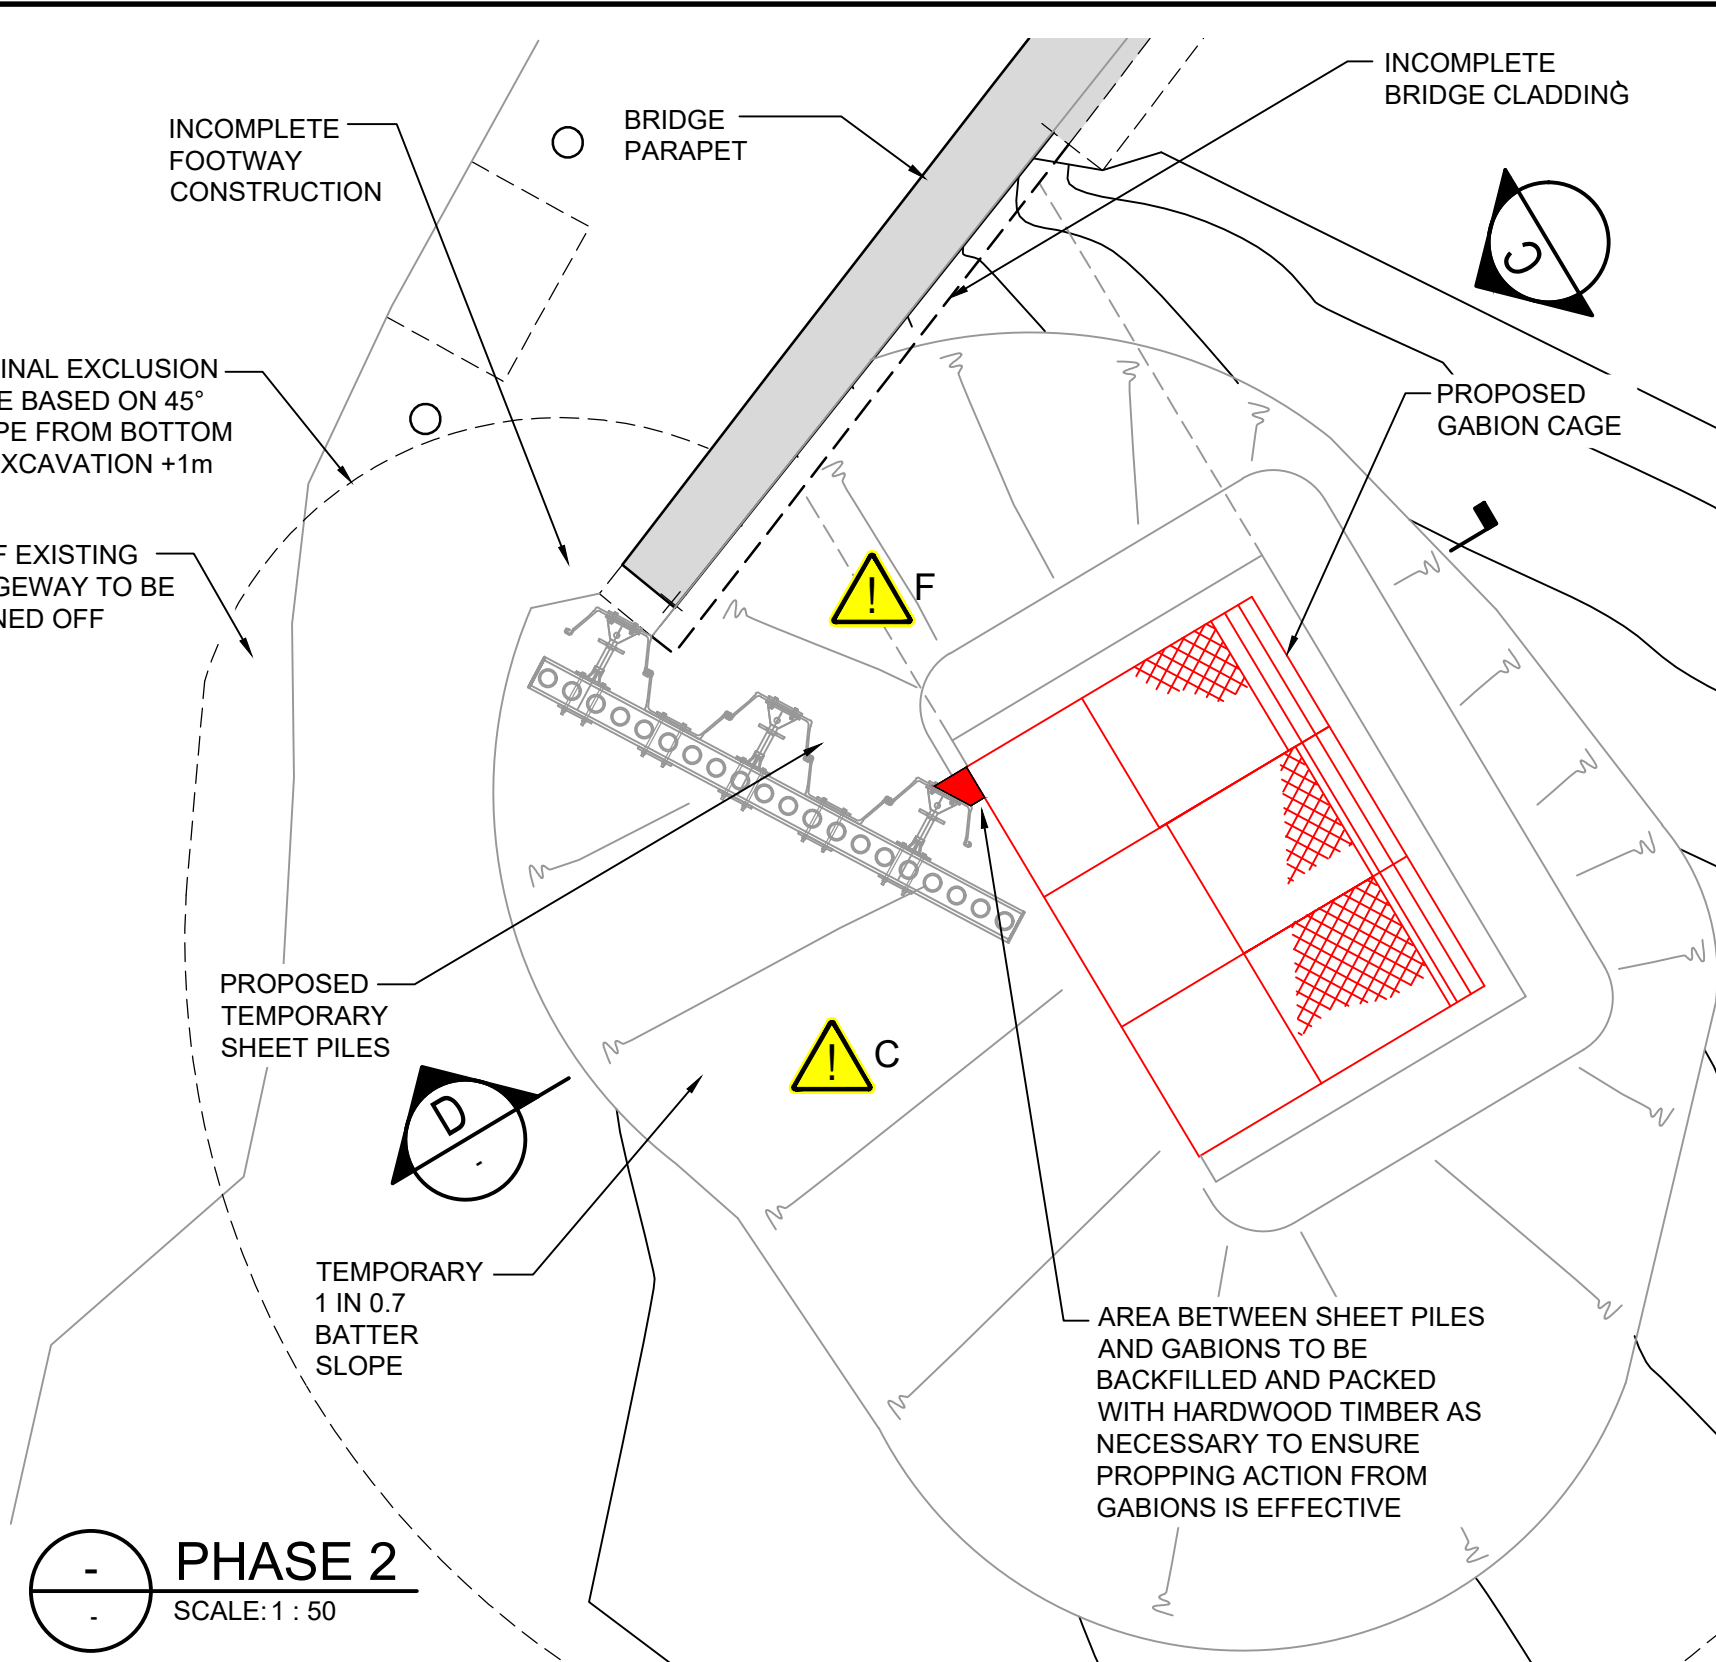 INCOMPLETE
BRIDGE CLADDING
INCOMPLETE
FOOTWAY
CONSTRUCTION
BRIDGE
PARAPET
C
INAL EXCLUSION
E BASED ON 45°
PE FROM BOTTOM
XCAVATION +1m
PROPOSED
GABION CAGE
F EXISTING
GEWAY TO BE
NED OFF
F
PROPOSED
TEMPORARY
SHEET PILES
C
D
-
TEMPORARY
1 IN 0.7
BATTER
SLOPE
AREA BETWEEN SHEET PILES
AND GABIONS TO BE
BACKFILLED AND PACKED
WITH HARDWOOD TIMBER AS
NECESSARY TO ENSURE
PROPPING ACTION FROM
GABIONS IS EFFECTIVE
-
-
PHASE 2
SCALE: 1 : 50